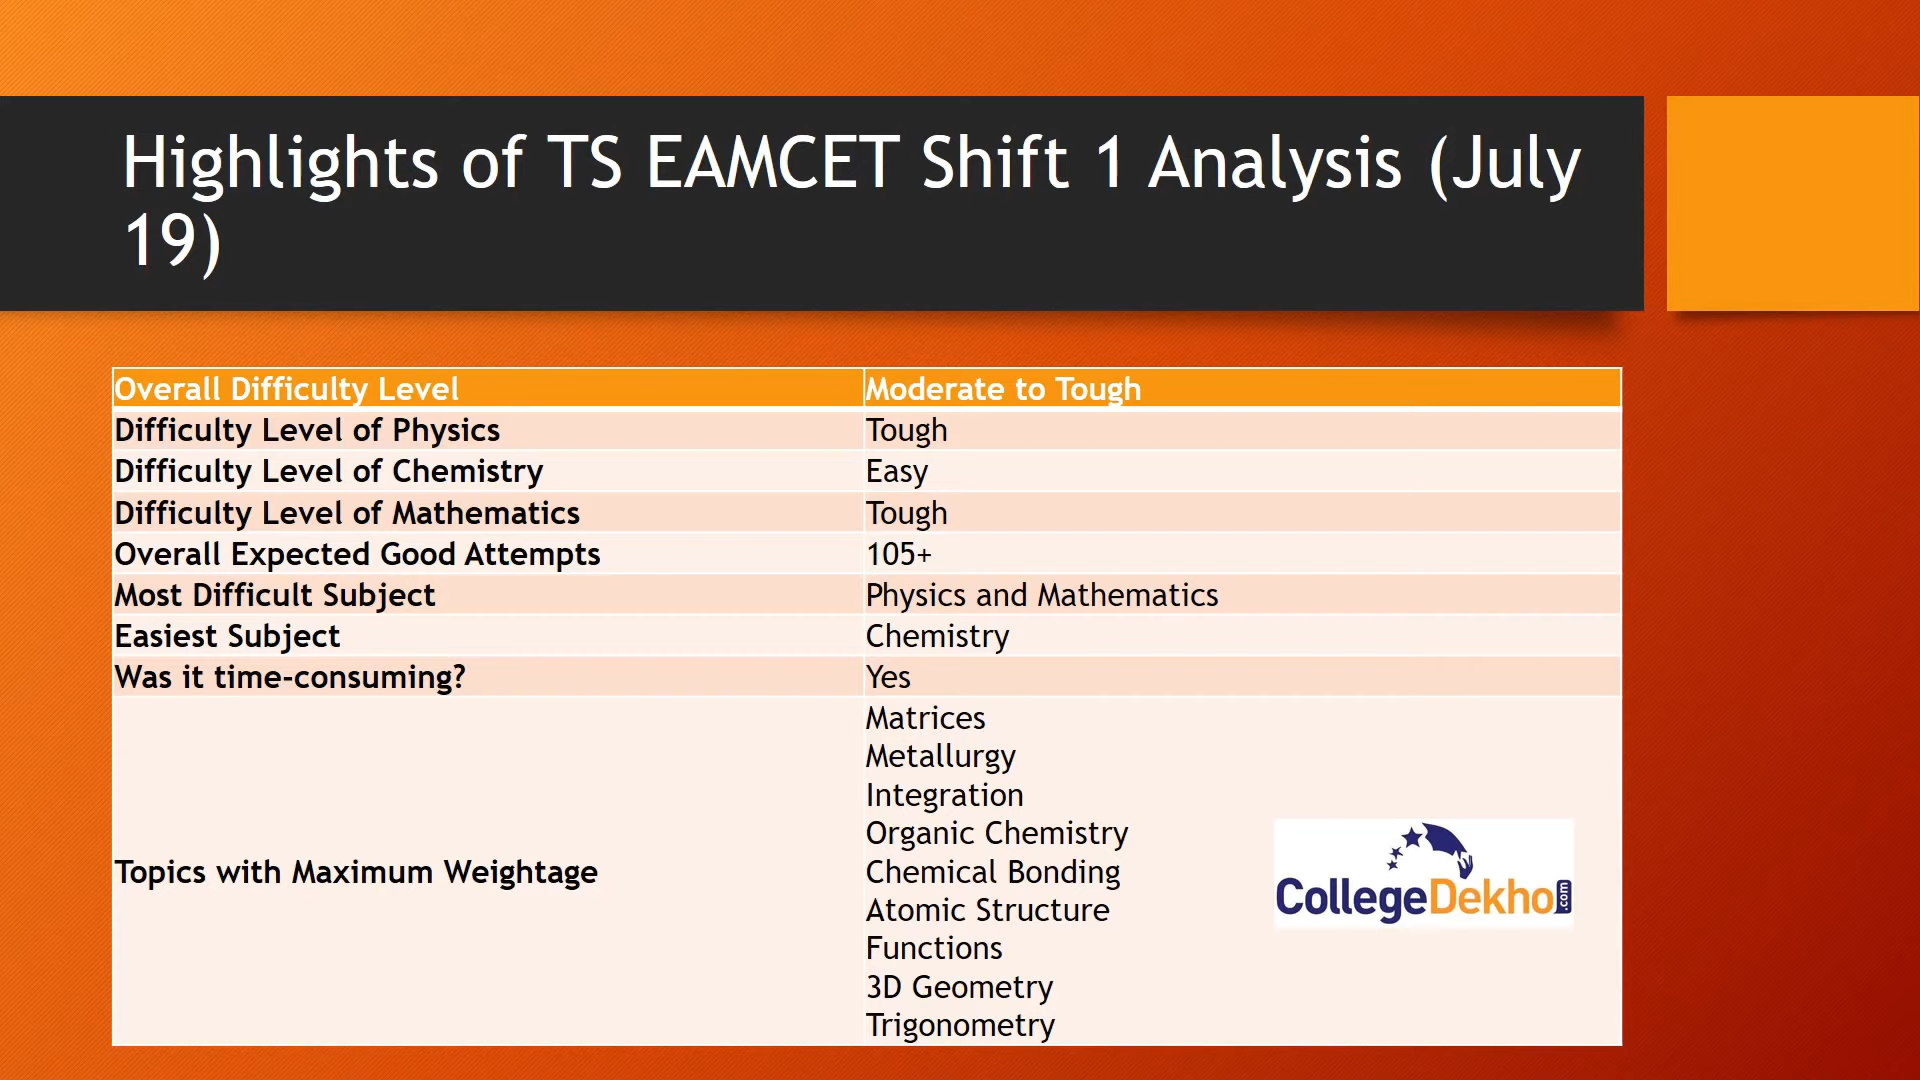 Highlights of TS EAMCET Shift 1 Analysis (July
19)
Overall Difficulty Level Moderate to Tough
Difficulty Level of Physics Tough
Difficulty Level of Chemistry Easy
Difficulty Level of Mathematics Tough
Overall Expected Good Attempts 105+
Most Difficult Subject Physics and Mathematics
Easiest Subject Chemistry
Was it time-consuming? Yes
Topics with Maximum Weightage
Matrices
Metallurgy
Integration
Organic Chemistry
Chemical Bonding
Atomic Structure
Functions
3D Geometry
Trigonometry
CollegeDekho.com